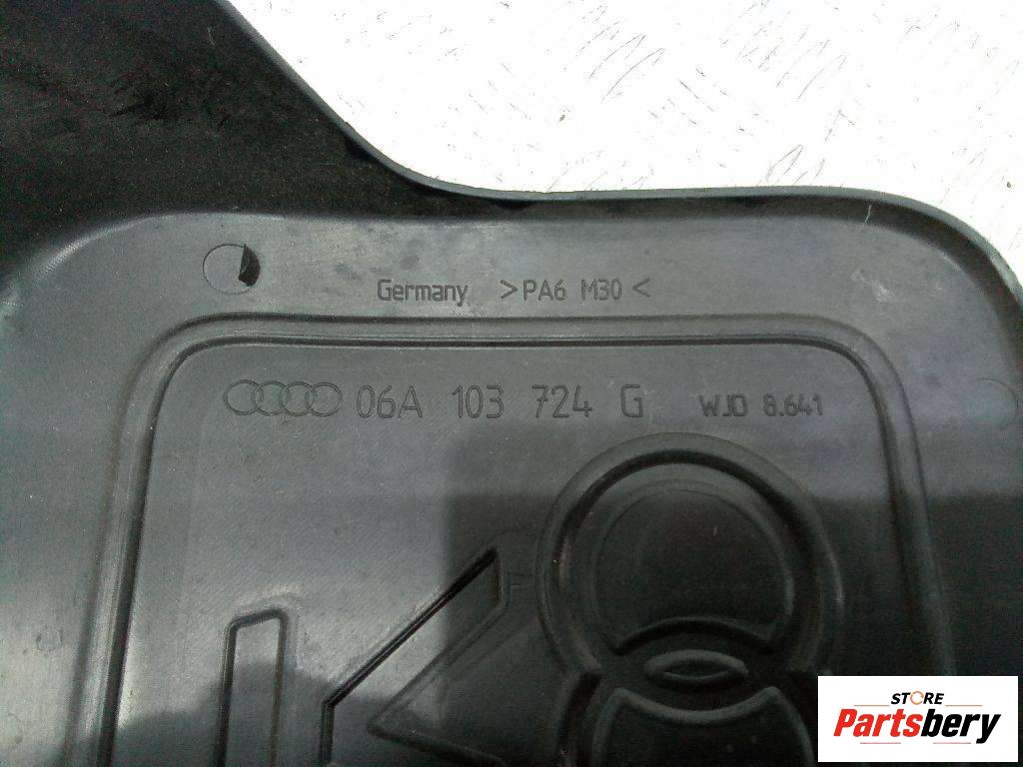 Germany >PA6 M30<
06A 103 724 G WJD 8.641
STORE
Partsbery